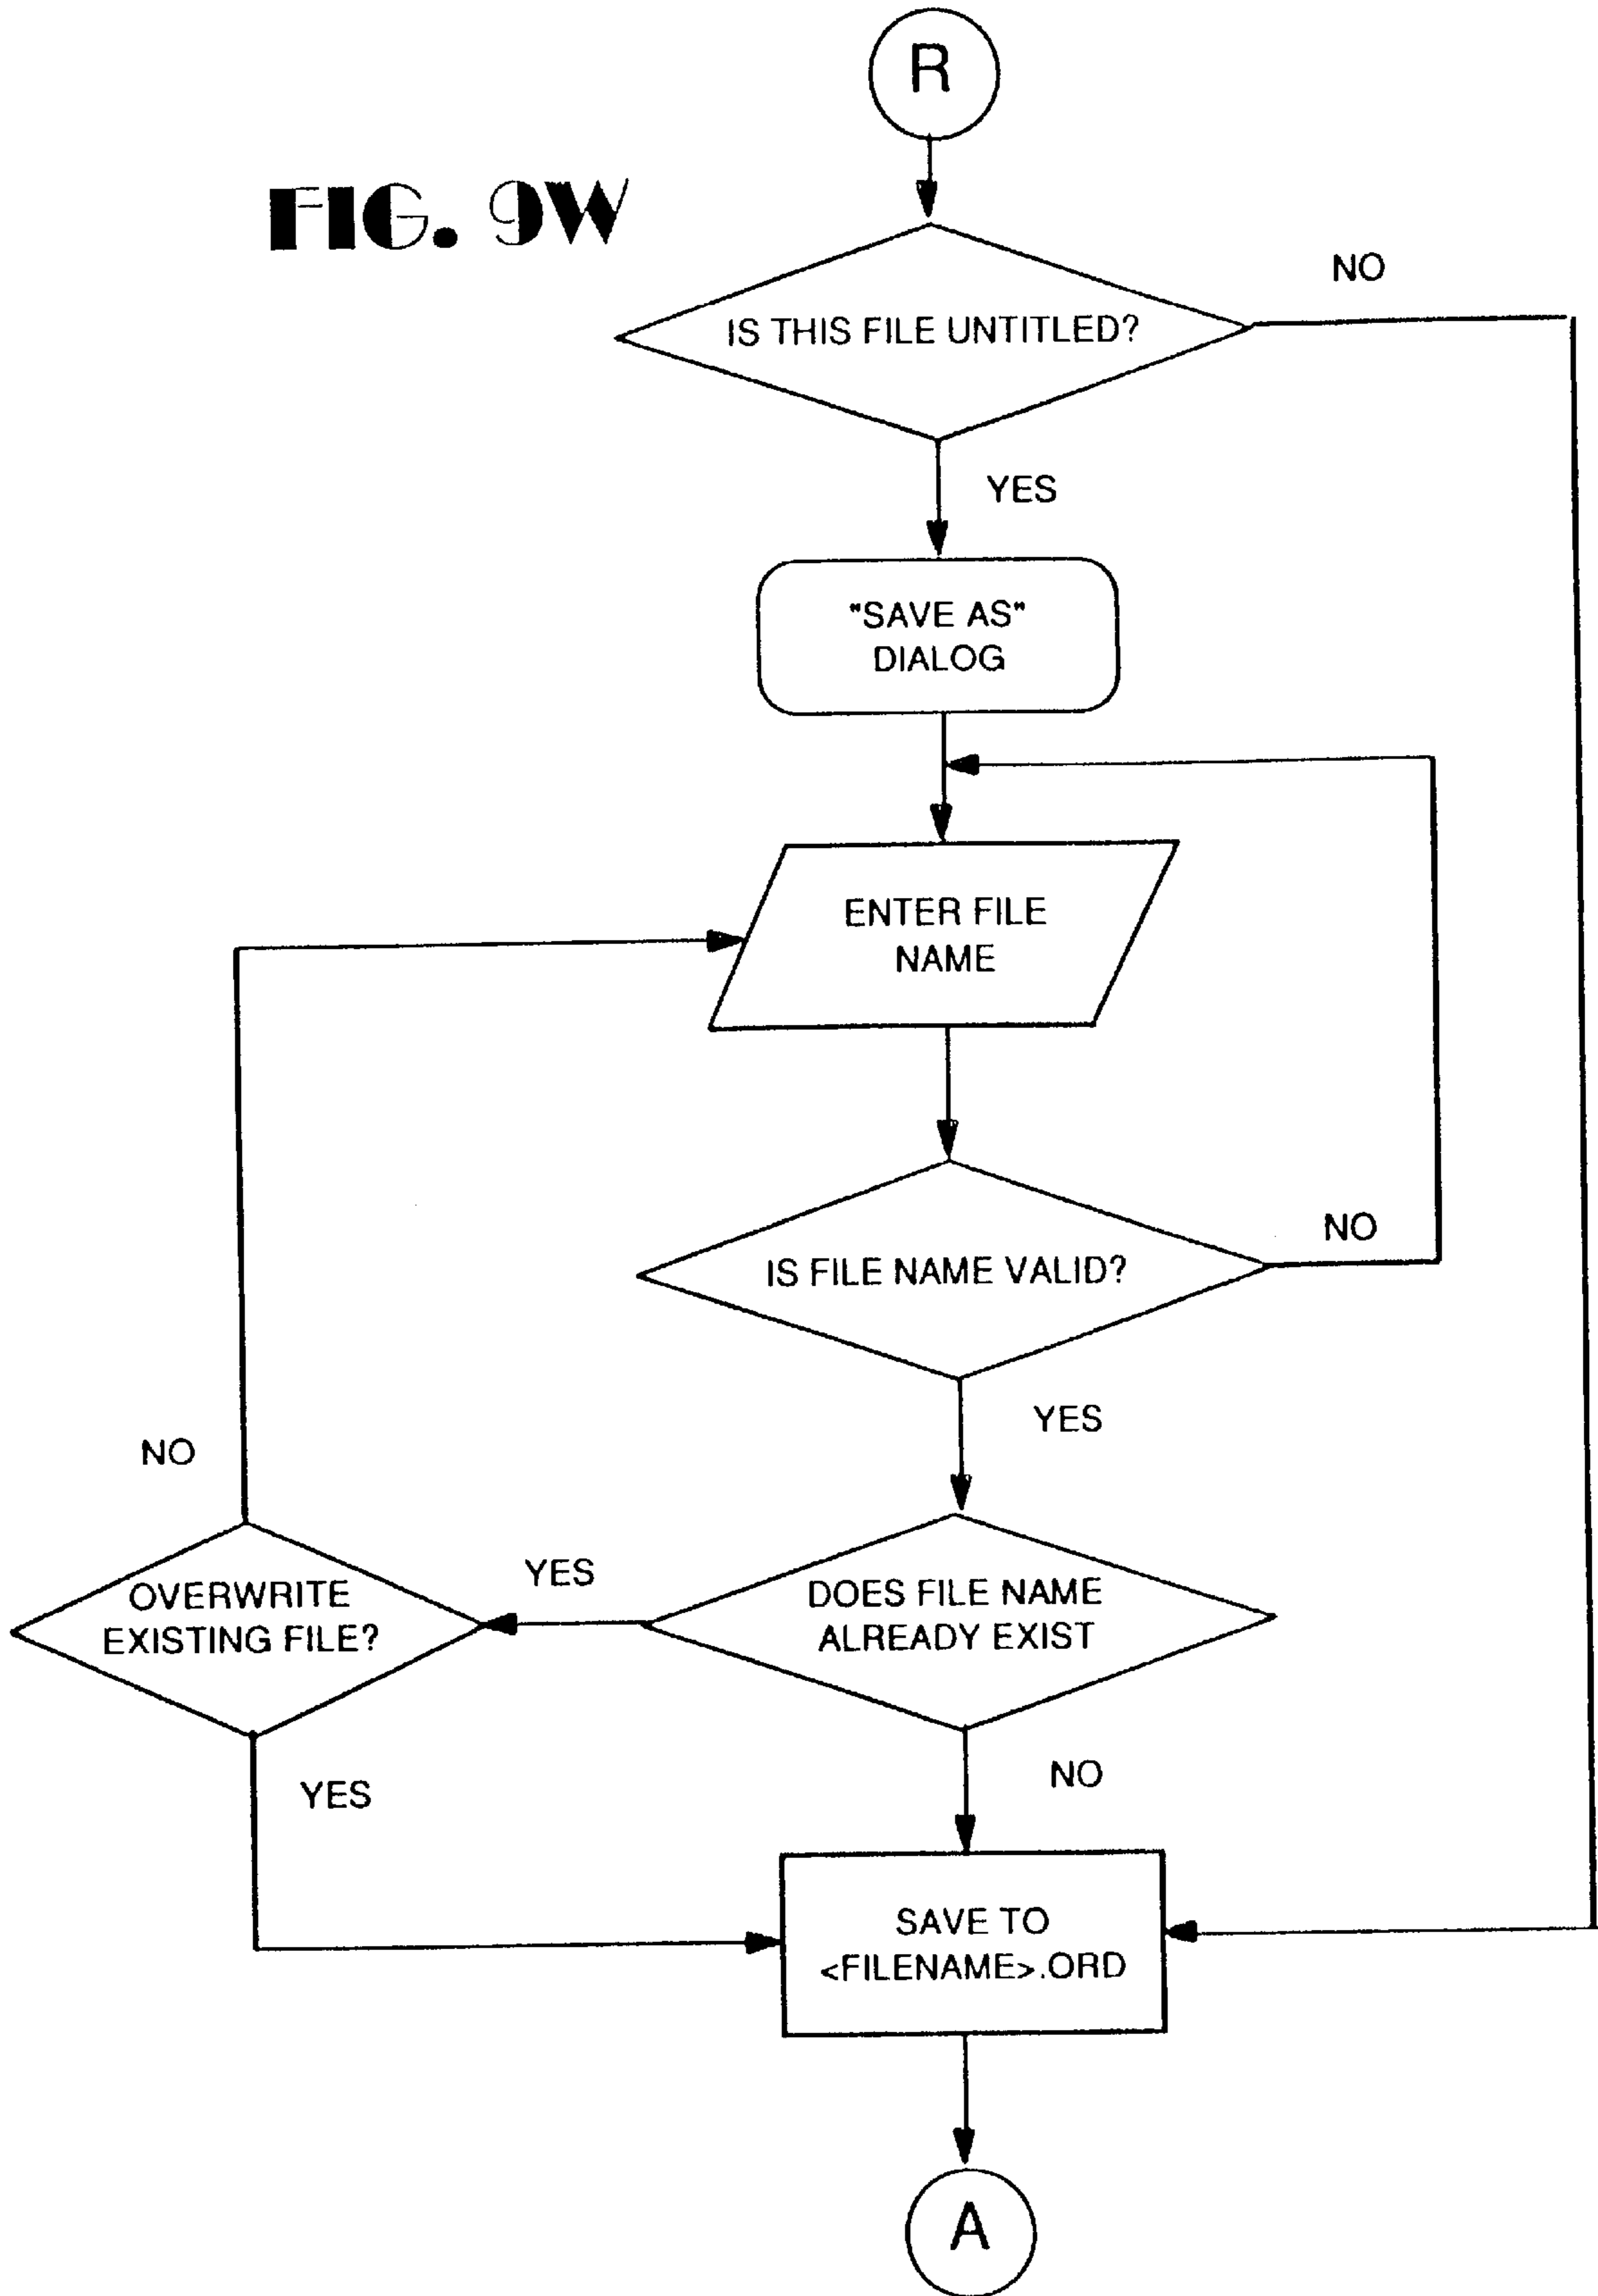 R
FIG. 9W
NO
IS THIS FILE UNTITLED?
YES
"SAVE AS"
DIALOG
ENTER FILE
NAME
NO
IS FILE NAME VALID?
YES
NO
YES
OVERWRITE
EXISTING FILE?
DOES FILE NAME
ALREADY EXIST
YES
NO
SAVE TO
<FILENAME>.ORD
A